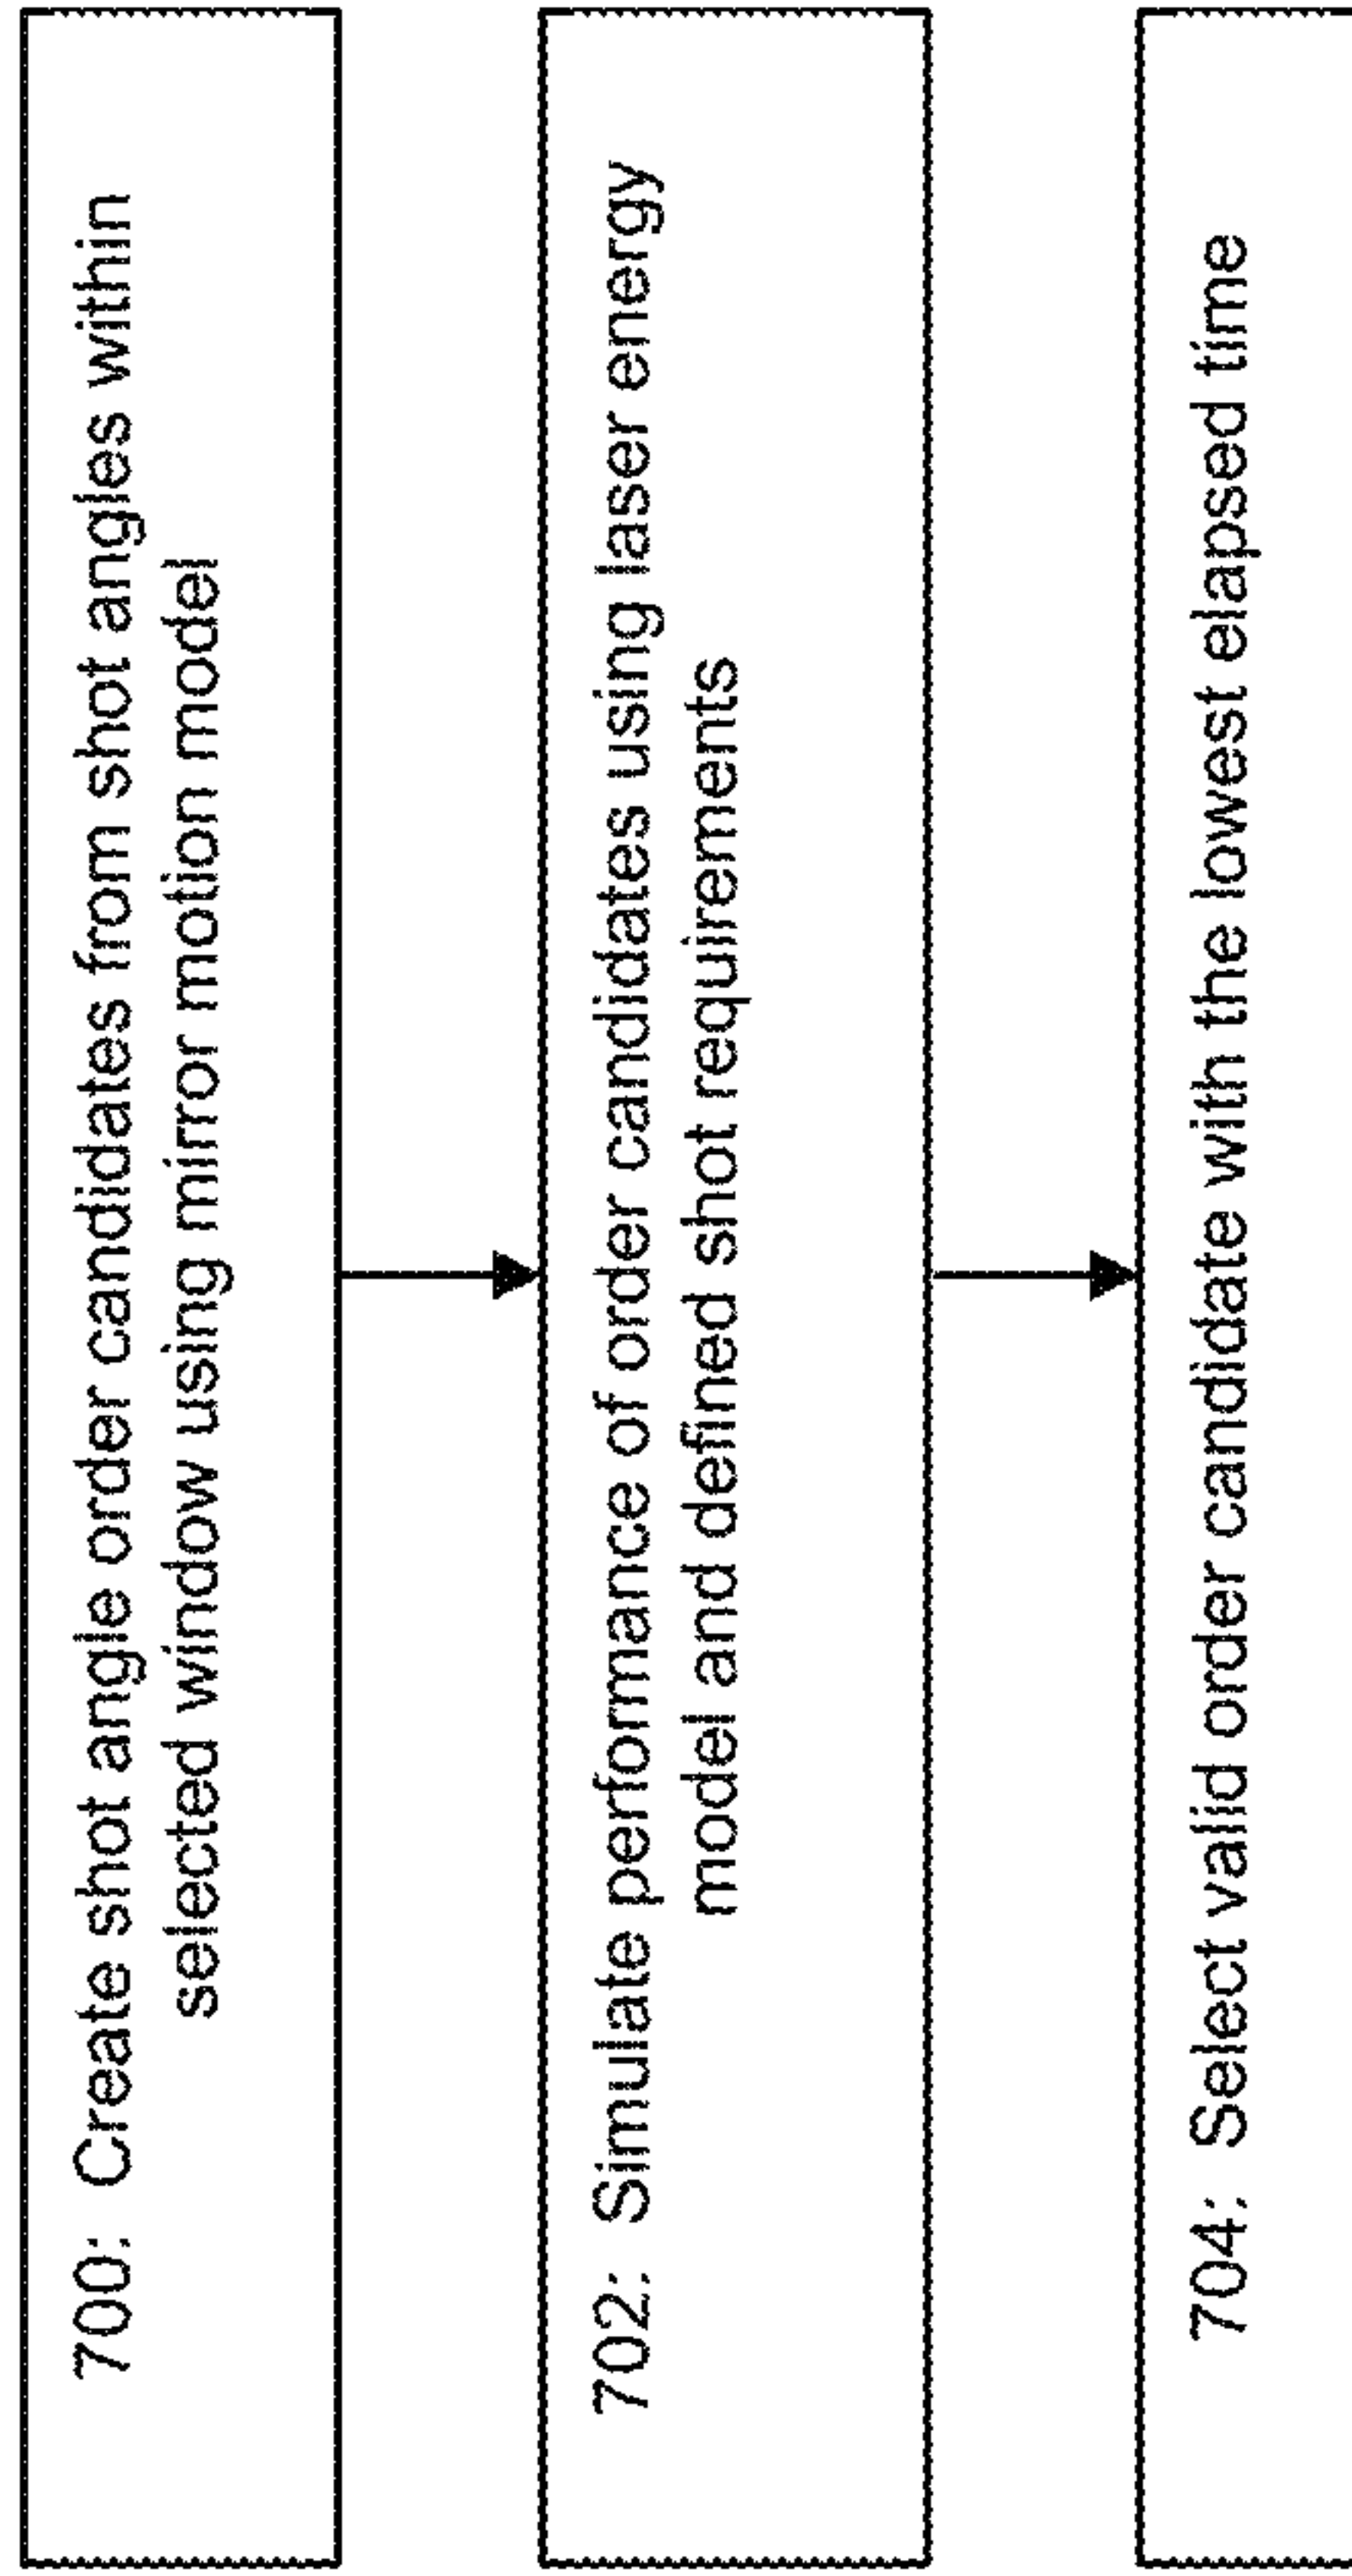 700: Create shot angle order candidates from shot angles within
selected window using mirror motion model
702: Simulate performance of order candidates using laser energy
model and defined shot requirements
704: Select valid order candidate with the lowest elapsed time